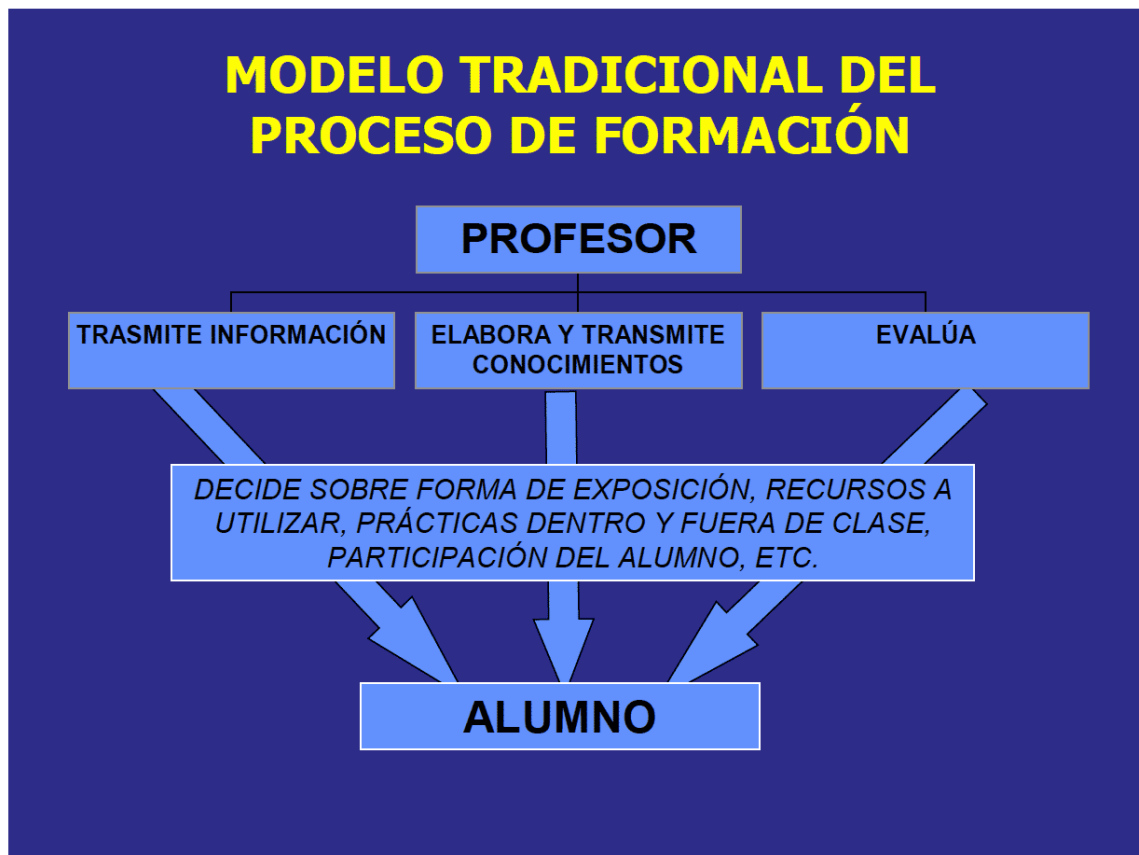 MODELO TRADICIONAL DEL
PROCESO DE FORMACIÓN
PROFESOR
TRASMITE INFORMACIÓN
ELABORA Y TRANSMITE
CONOCIMIENTOS
EVALÚA
DECIDE SOBRE FORMA DE EXPOSICIÓN, RECURSOS A
UTILIZAR, PRÁCTICAS DENTRO Y FUERA DE CLASE,
PARTICIPACIÓN DEL ALUMNO, ETC.
ALUMNO